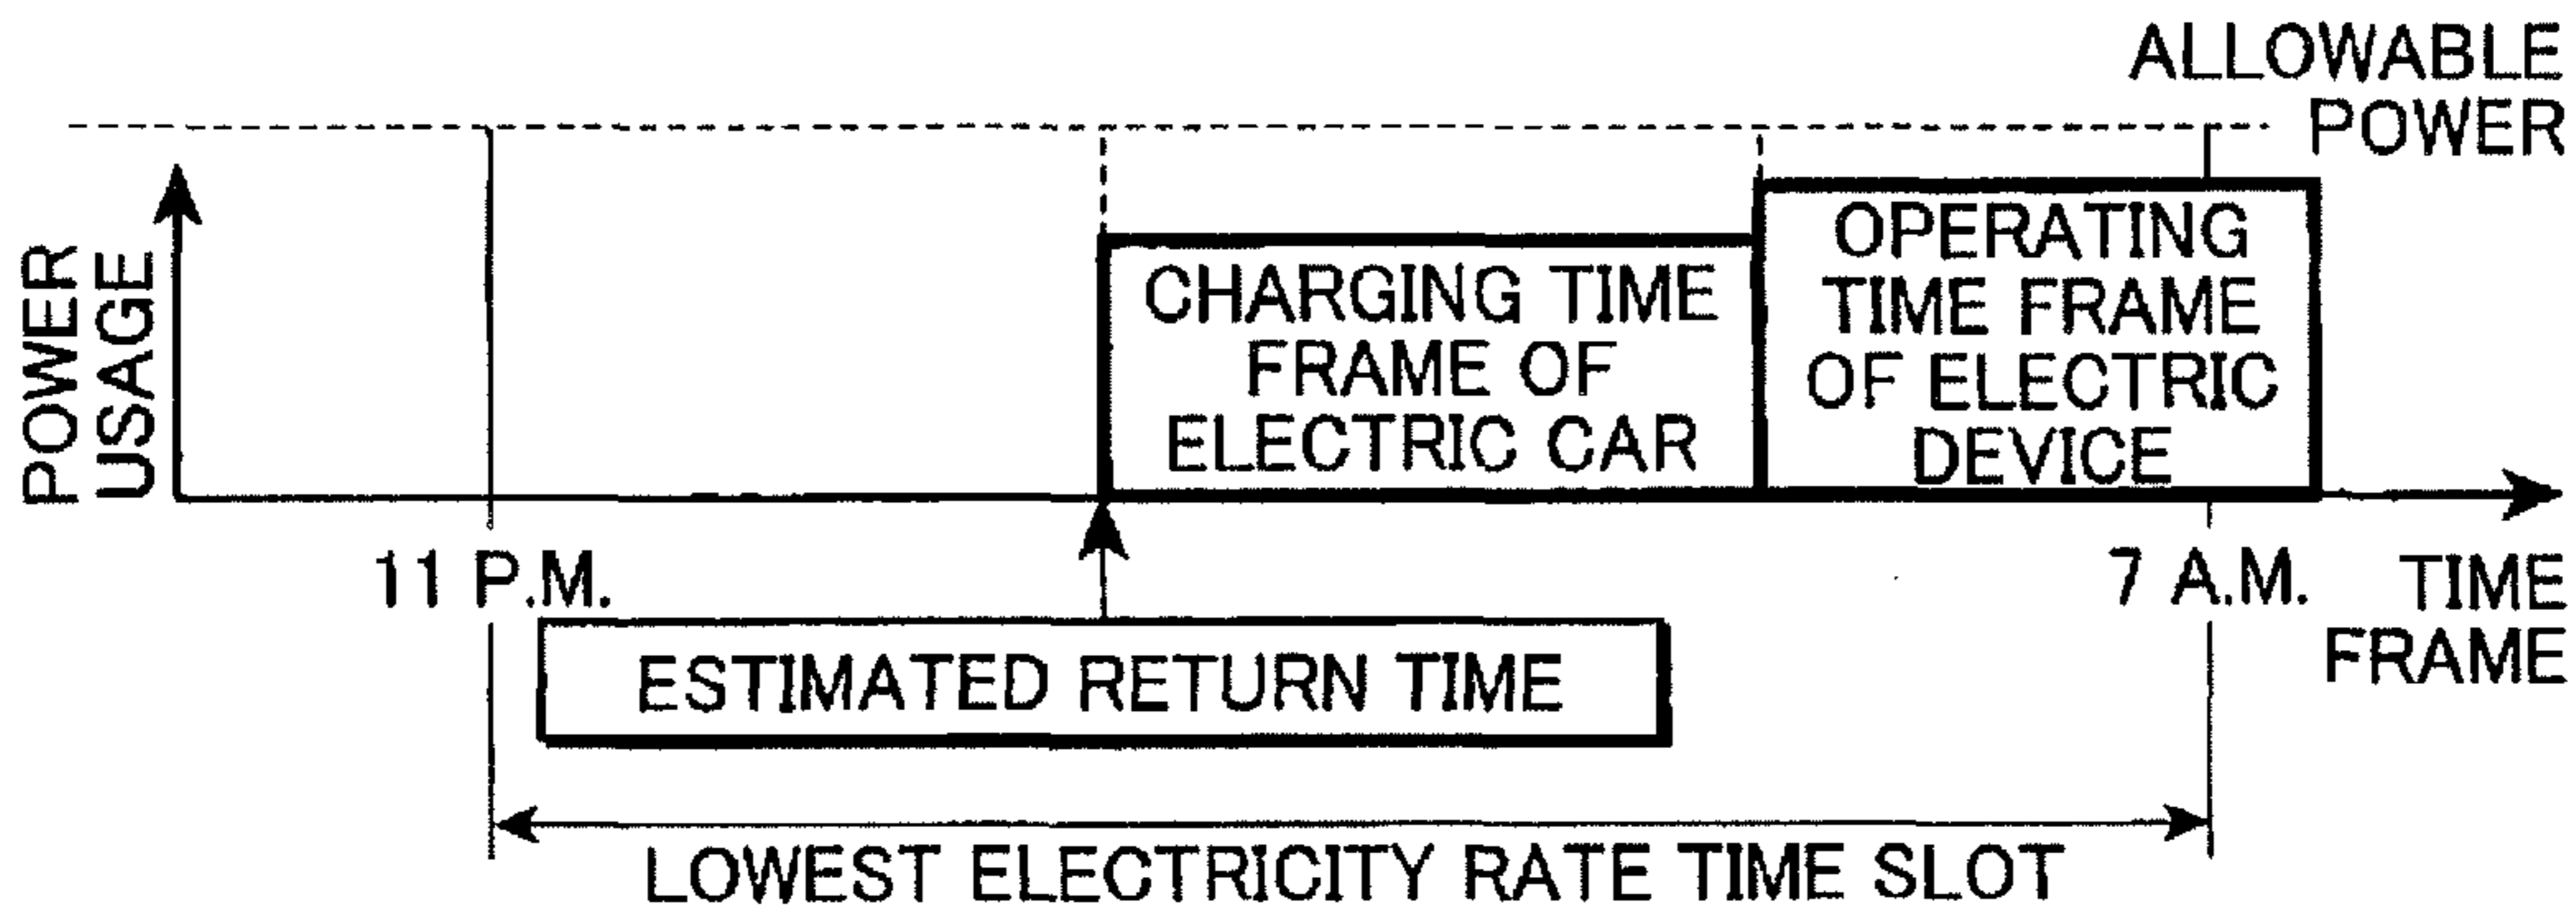 ALLOWABLE
POWER
POWER
USAGE
CHARGING TIME
FRAME OF
ELECTRIC CAR
OPERATING
TIME FRAME
OF ELECTRIC
DEVICE
11 P.M.
7 A.M.
TIME
FRAME
ESTIMATED RETURN TIME
LOWEST ELECTRICITY RATE TIME SLOT